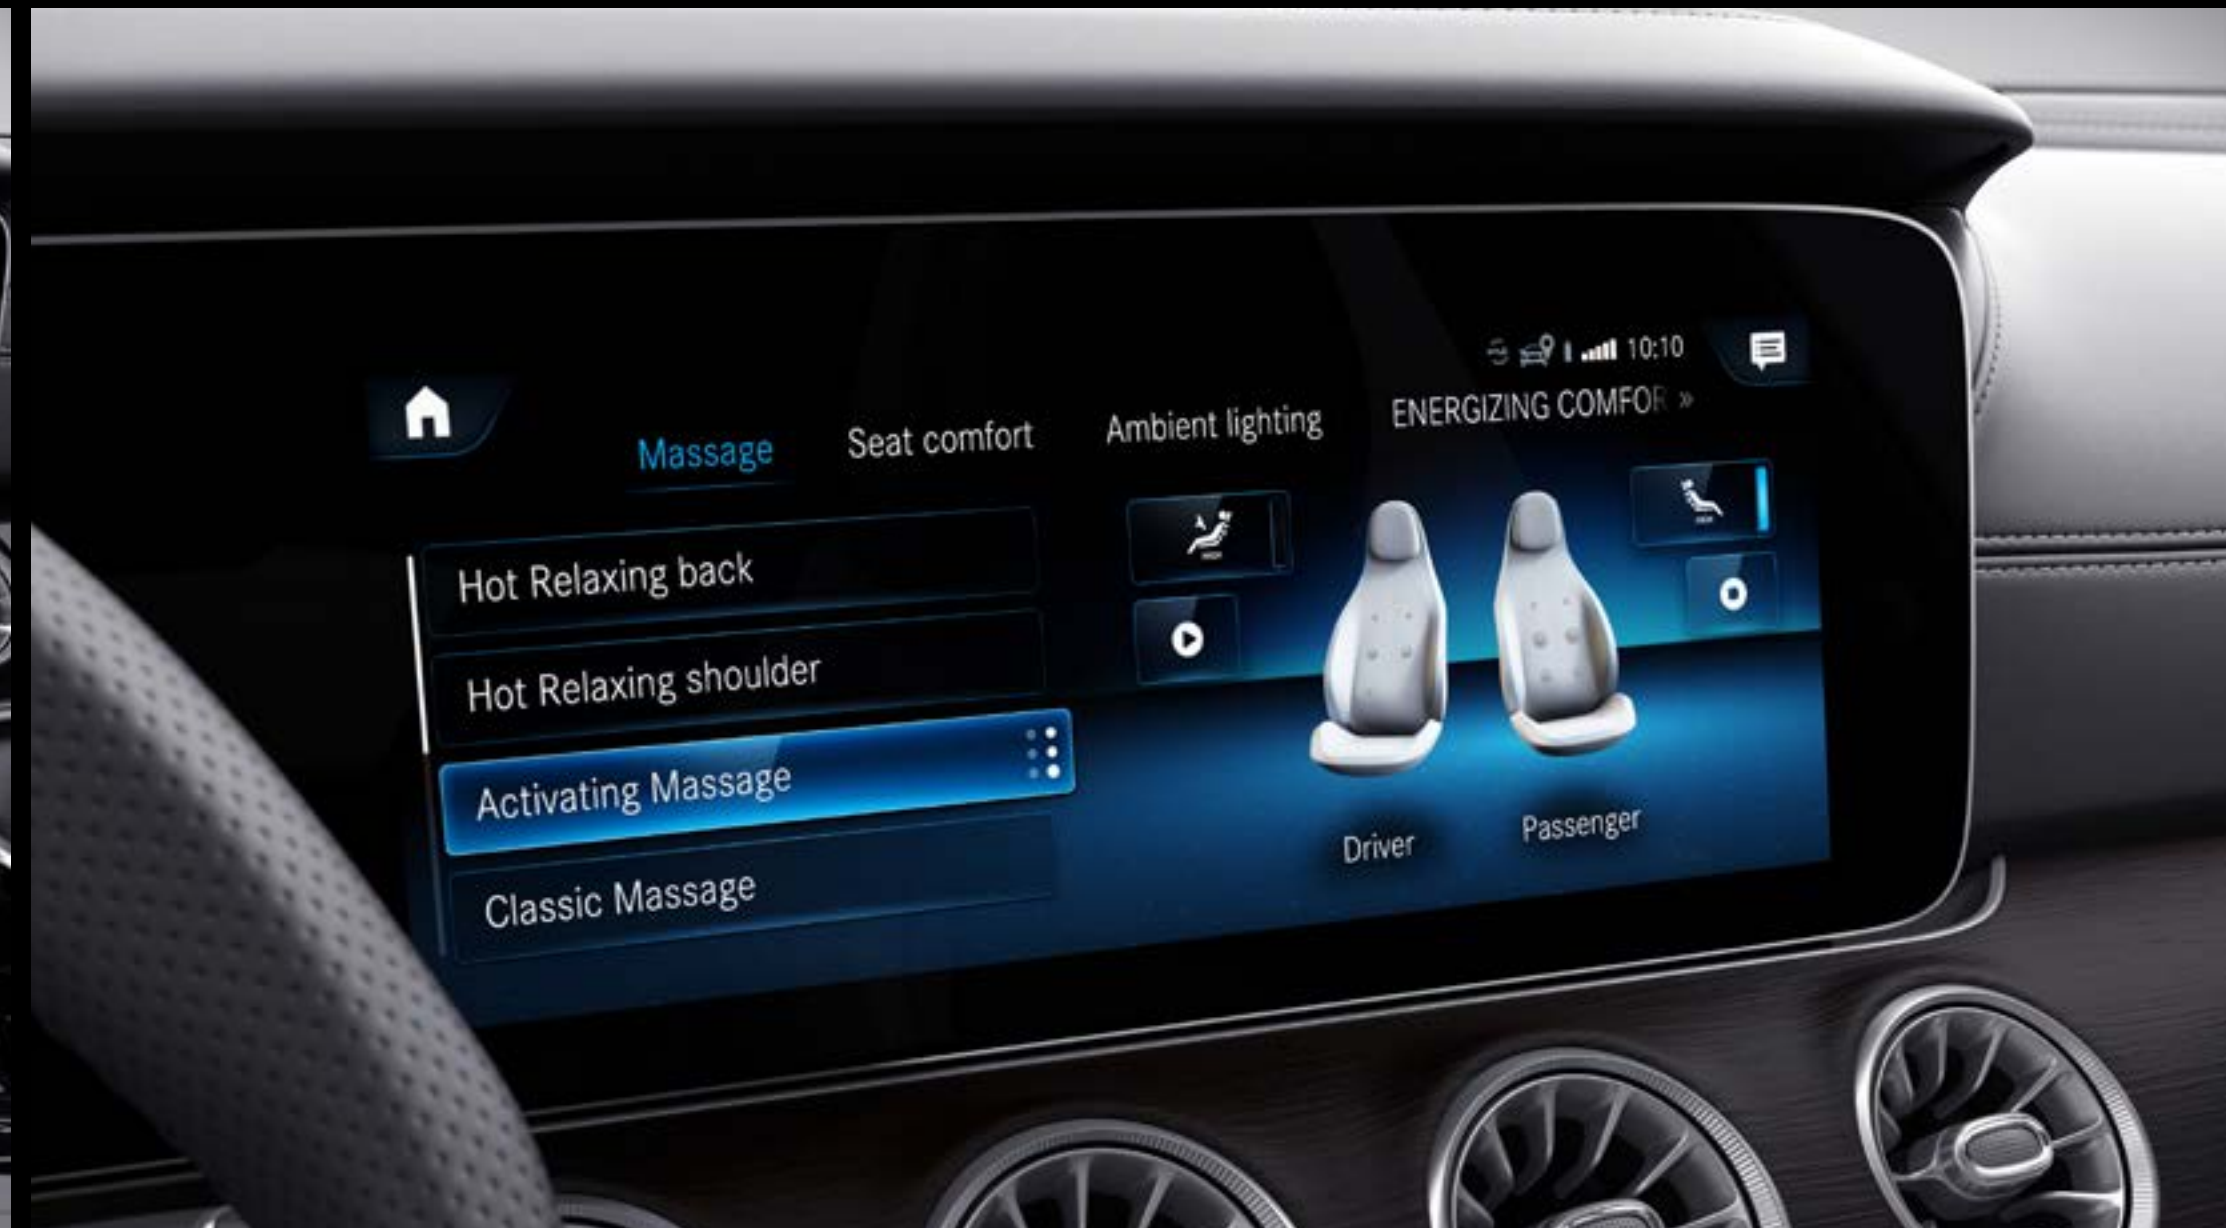 10:10
Massage
Seat comfort
Ambient lighting
ENERGIZING COMFOR »
Hot Relaxing back
Hot Relaxing shoulder
Activating Massage
Classic Massage
Driver
Passenger